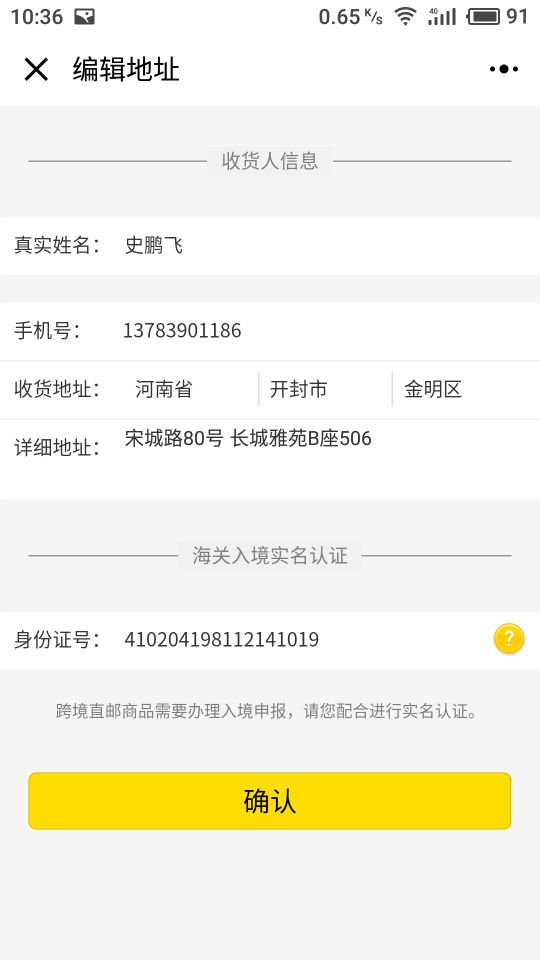 10:36 0.65 K/s 4G 91
编辑地址
收货人信息
真实姓名： 史鹏飞
手机号： 13783901186
收货地址： 河南省 开封市 金明区
详细地址： 宋城路80号 长城雅苑B座506
海关入境实名认证
身份证号： 410204198112141019 ?
跨境直邮商品需要办理入境申报，请您配合进行实名认证。
确认